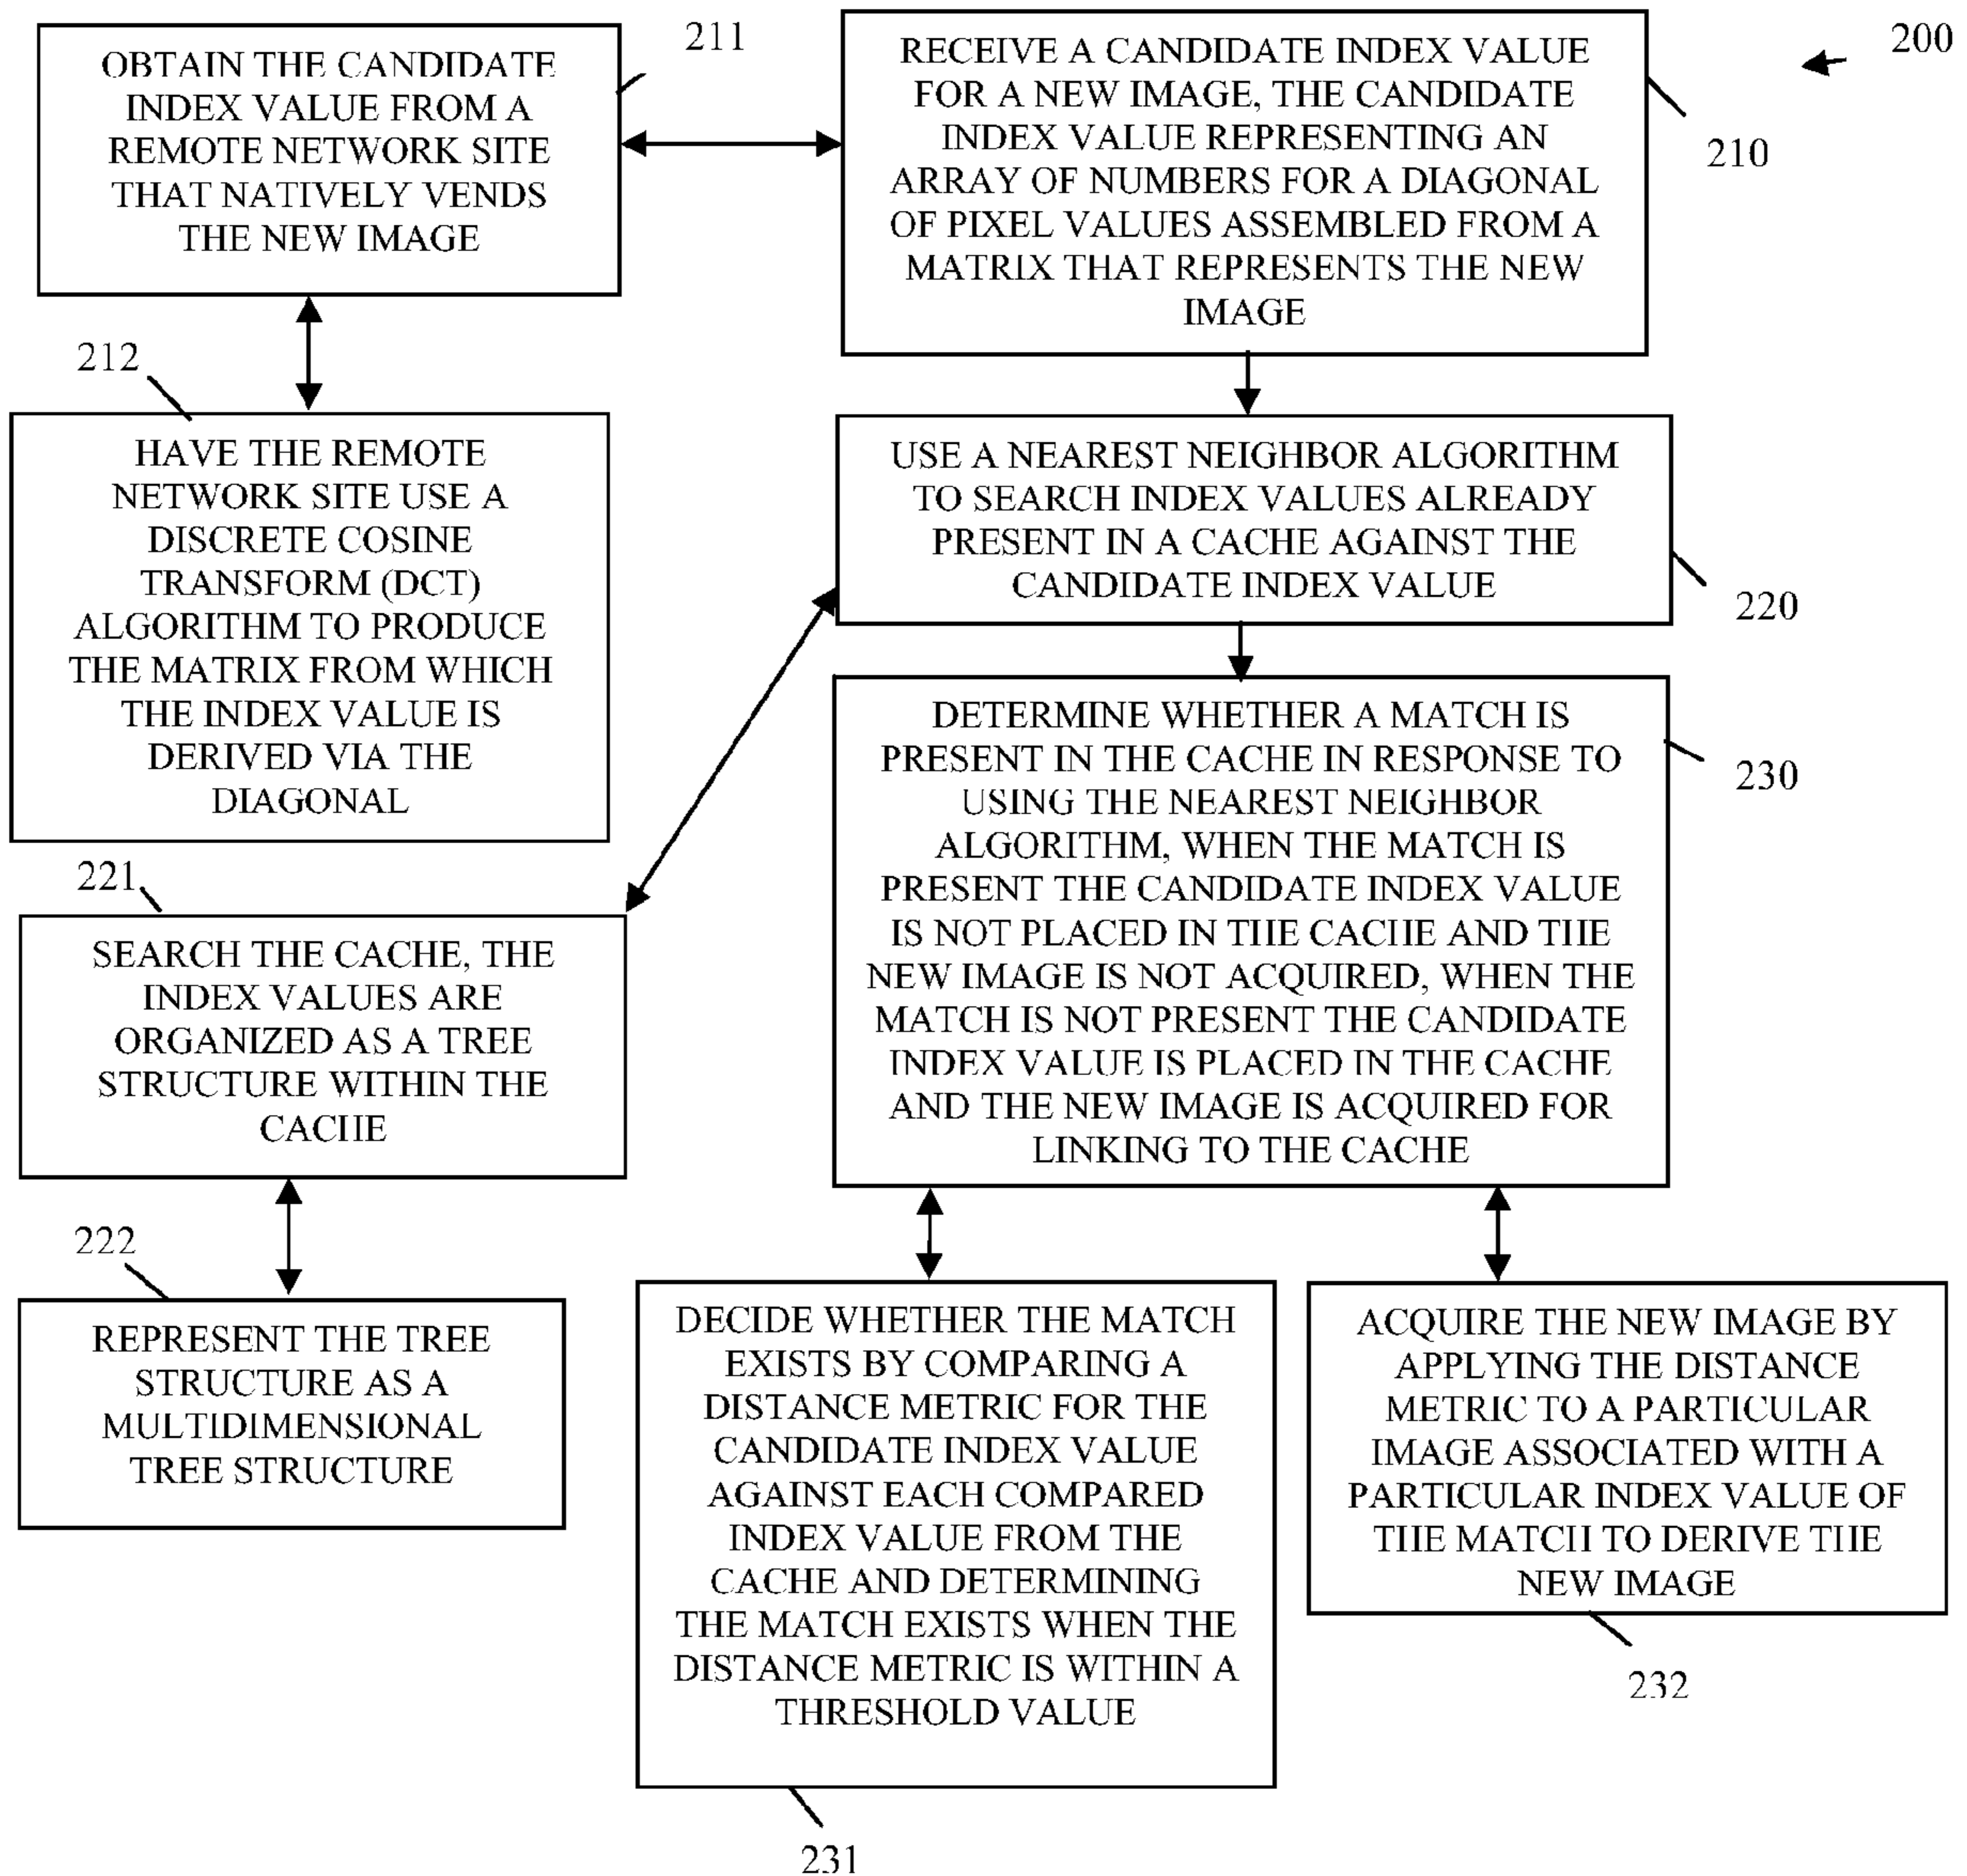 200
211
OBTAIN THE CANDIDATE
INDEX VALUE FROM A
REMOTE NETWORK SITE
THAT NATIVELY VENDS
THE NEW IMAGE
RECEIVE A CANDIDATE INDEX VALUE
FOR A NEW IMAGE, THE CANDIDATE
INDEX VALUE REPRESENTING AN
ARRAY OF NUMBERS FOR A DIAGONAL
OF PIXEL VALUES ASSEMBLED FROM A
MATRIX THAT REPRESENTS THE NEW
IMAGE
210
212
HAVE THE REMOTE
NETWORK SITE USE A
DISCRETE COSINE
TRANSFORM (DCT)
ALGORITHM TO PRODUCE
THE MATRIX FROM WHICH
THE INDEX VALUE IS
DERIVED VIA THE
DIAGONAL
USE A NEAREST NEIGHBOR ALGORITHM
TO SEARCH INDEX VALUES ALREADY
PRESENT IN A CACHE AGAINST THE
CANDIDATE INDEX VALUE
220
221
SEARCH THE CACHE, THE
INDEX VALUES ARE
ORGANIZED AS A TREE
STRUCTURE WITHIN THE
CACHE
DETERMINE WHETHER A MATCH IS
PRESENT IN THE CACHE IN RESPONSE TO
USING THE NEAREST NEIGHBOR
ALGORITHM, WHEN THE MATCH IS
PRESENT THE CANDIDATE INDEX VALUE
IS NOT PLACED IN THE CACHE AND THE
NEW IMAGE IS NOT ACQUIRED, WHEN THE
MATCH IS NOT PRESENT THE CANDIDATE
INDEX VALUE IS PLACED IN THE CACHE
AND THE NEW IMAGE IS ACQUIRED FOR
LINKING TO THE CACHE
230
222
REPRESENT THE TREE
STRUCTURE AS A
MULTIDIMENSIONAL
TREE STRUCTURE
DECIDE WHETHER THE MATCH
EXISTS BY COMPARING A
DISTANCE METRIC FOR THE
CANDIDATE INDEX VALUE
AGAINST EACH COMPARED
INDEX VALUE FROM THE
CACHE AND DETERMINING
THE MATCH EXISTS WHEN THE
DISTANCE METRIC IS WITHIN A
THRESHOLD VALUE
231
ACQUIRE THE NEW IMAGE BY
APPLYING THE DISTANCE
METRIC TO A PARTICULAR
IMAGE ASSOCIATED WITH A
PARTICULAR INDEX VALUE OF
THE MATCH TO DERIVE THE
NEW IMAGE
232